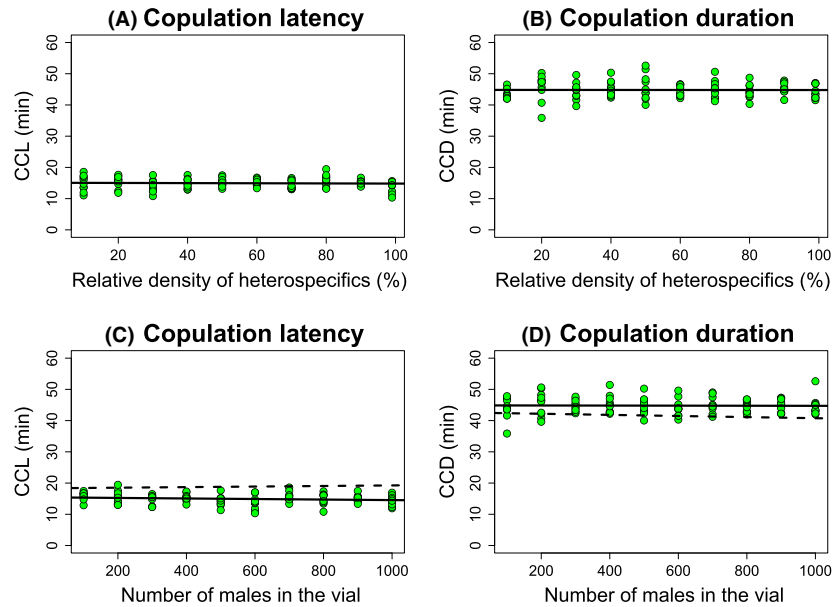 (A) Copulation latency
CCL (min)
0 10 20 30 40 50 60
20 40 60 80 100
Relative density of heterospecifics (%)
(B) Copulation duration
CCD (min)
0 10 20 30 40 50 60
20 40 60 80 100
Relative density of heterospecifics (%)
(C) Copulation latency
CCL (min)
0 10 20 30 40 50 60
200 400 600 800 1000
Number of males in the vial
(D) Copulation duration
CCD (min)
0 10 20 30 40 50 60
200 400 600 800 1000
Number of males in the vial